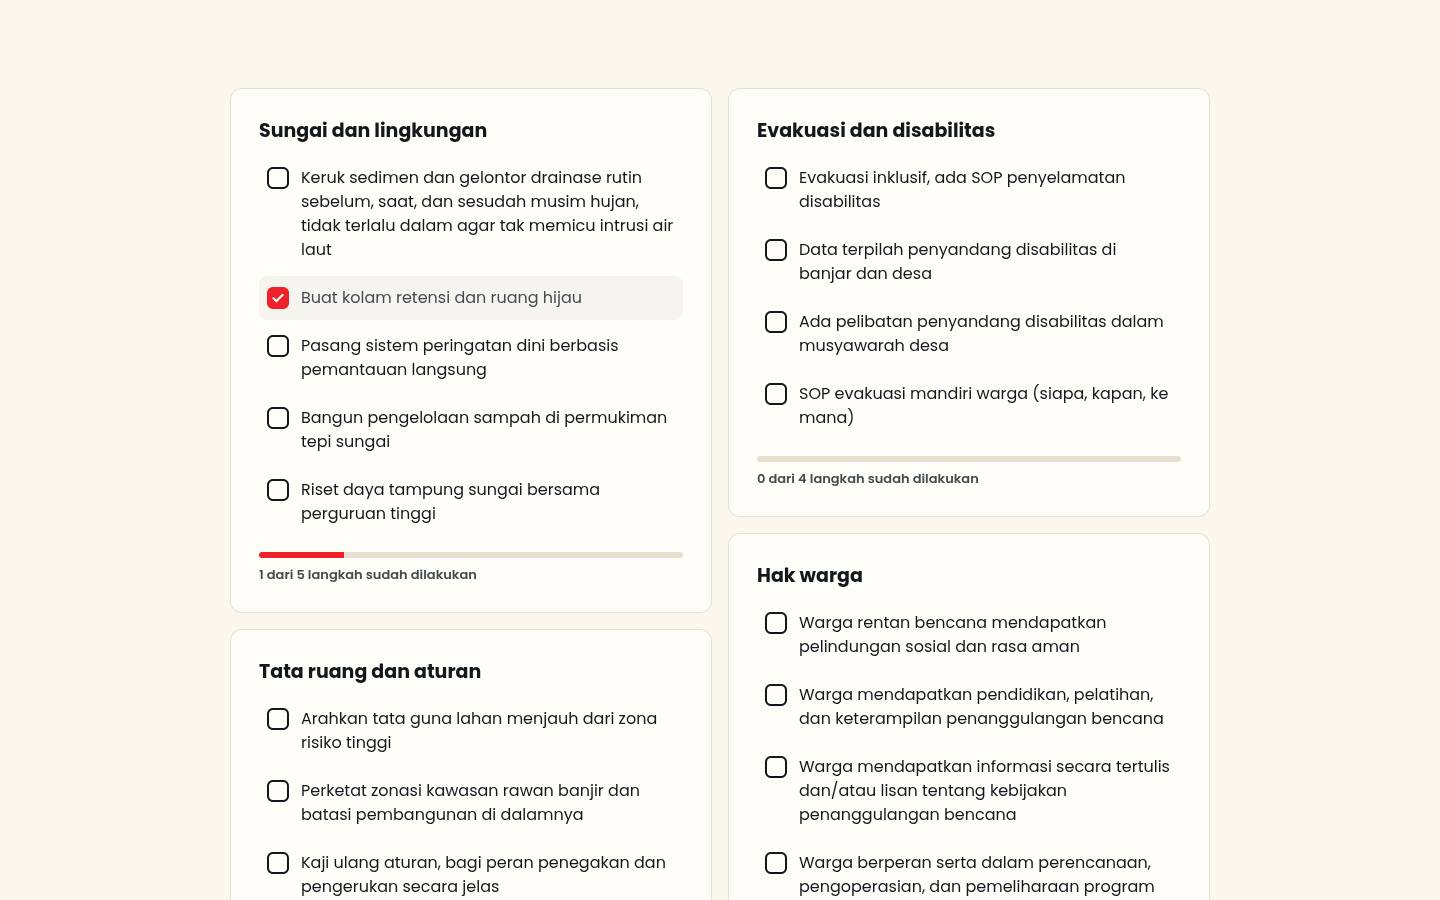 Sungai dan lingkungan
Keruk sedimen dan gelontor drainase rutin
sebelum, saat, dan sesudah musim hujan,
tidak terlalu dalam agar tak memicu intrusi air
laut
Buat kolam retensi dan ruang hijau
Pasang sistem peringatan dini berbasis
pemantauan langsung
Bangun pengelolaan sampah di permukiman
tepi sungai
Riset daya tampung sungai bersama
perguruan tinggi
1 dari 5 langkah sudah dilakukan
Tata ruang dan aturan
Arahkan tata guna lahan menjauh dari zona
risiko tinggi
Perketat zonasi kawasan rawan banjir dan
batasi pembangunan di dalamnya
Kaji ulang aturan, bagi peran penegakan dan
pengerukan secara jelas
Evakuasi dan disabilitas
Evakuasi inklusif, ada SOP penyelamatan
disabilitas
Data terpilah penyandang disabilitas di
banjar dan desa
Ada pelibatan penyandang disabilitas dalam
musyawarah desa
SOP evakuasi mandiri warga (siapa, kapan, ke
mana)
0 dari 4 langkah sudah dilakukan
Hak warga
Warga rentan bencana mendapatkan
pelindungan sosial dan rasa aman
Warga mendapatkan pendidikan, pelatihan,
dan keterampilan penanggulangan bencana
Warga mendapatkan informasi secara tertulis
dan/atau lisan tentang kebijakan
penanggulangan bencana
Warga berperan serta dalam perencanaan,
pengoperasian, dan pemeliharaan program